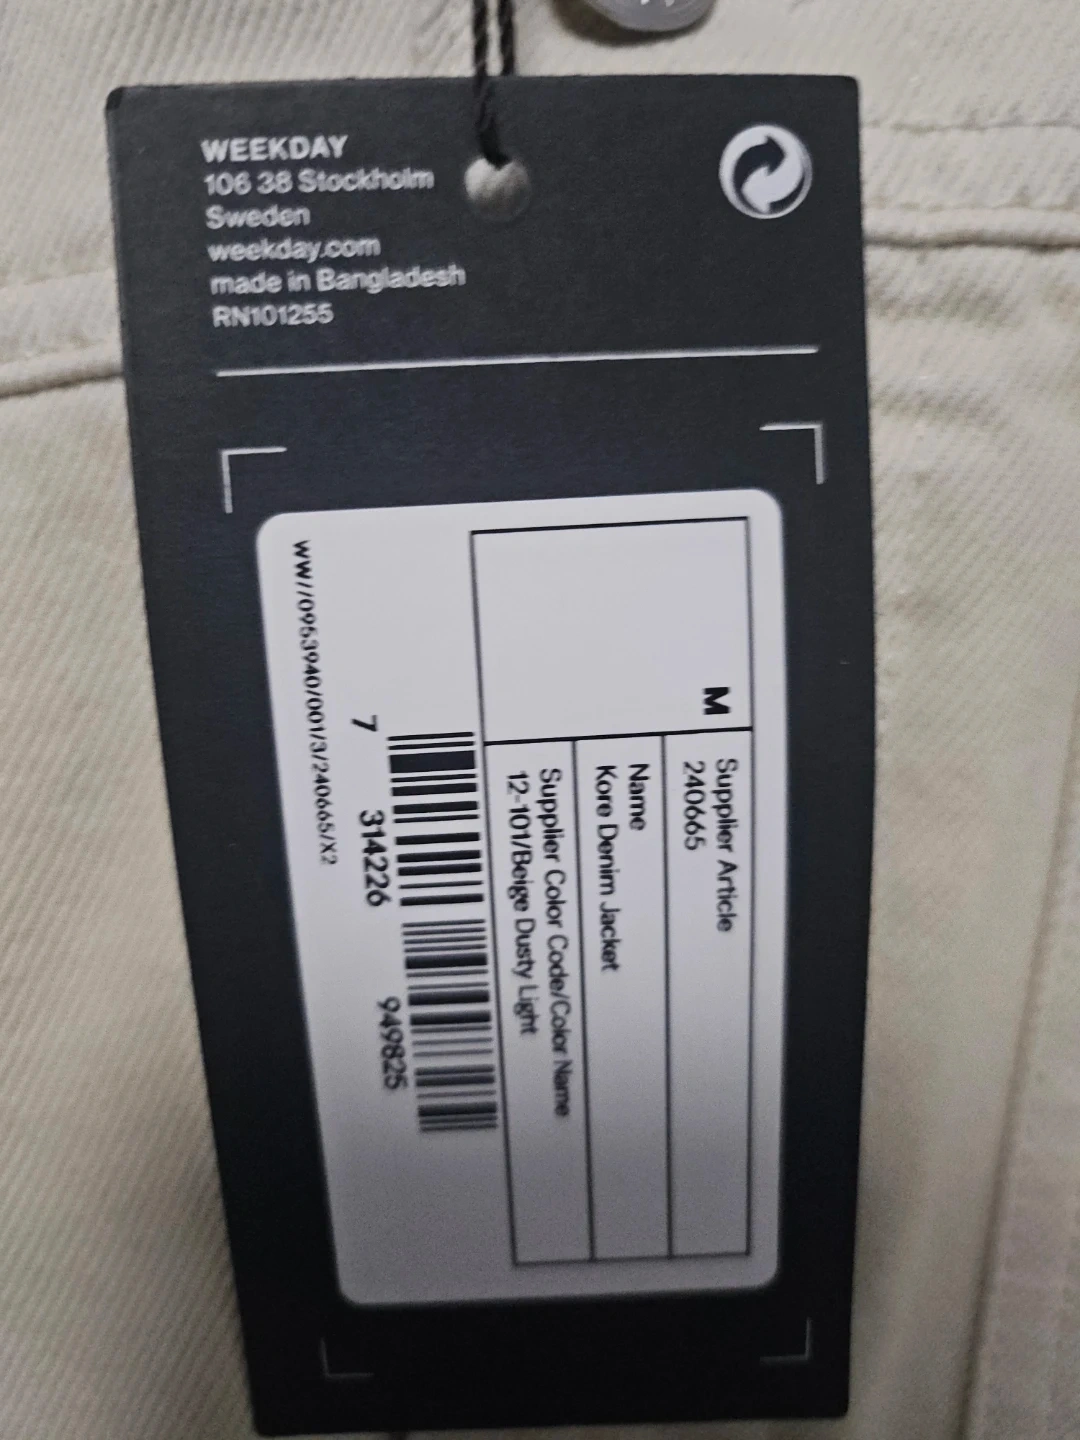 WEEKDAY
106 38 Stockholm
Sweden
weekday.com
made in Bangladesh
RN101255
M
Supplier Article
240665
Name
Kore Denim Jacket
Supplier Color Code/Color Name
12-101/Beige Dusty Light
7 314226 949825
WW//0953940/001/3/240665/X2